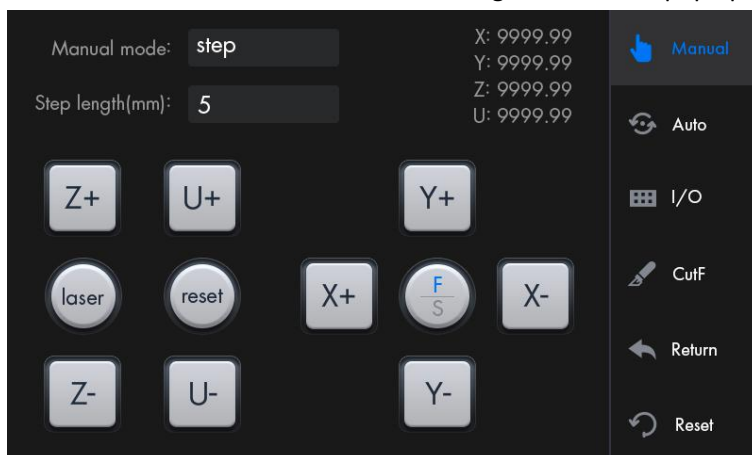 Manual mode: step
Step length(mm): 5
X: 9999.99
Y: 9999.99
Z: 9999.99
U: 9999.99
Z+ U+ Y+
laser reset X+ F X-
S
Z- U- Y-
Manual
Auto
I/O
CutF
Return
Reset